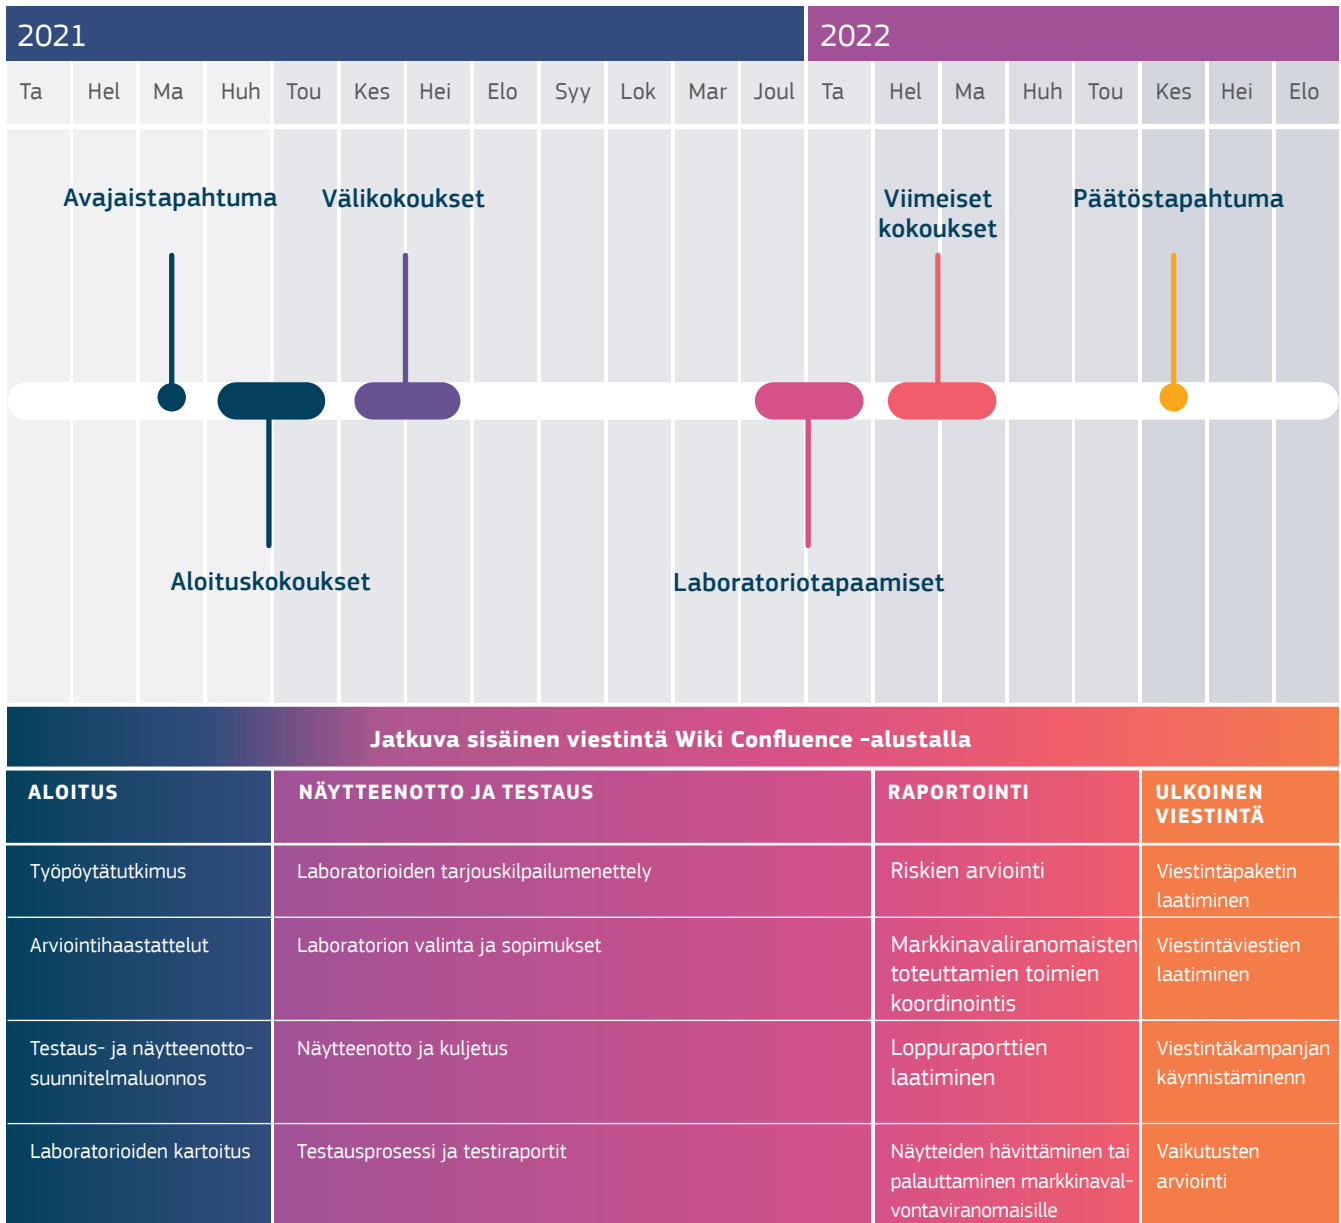 2021
2022
Ta Hel Ma Huh Tou Kes Hei Elo Syy Lok Mar Joul Ta Hel Ma Huh Tou Kes Hei Elo
Avajaistapahtuma
Välikokoukset
Viimeiset
kokoukset
Päätöstapahtuma
Aloituskokoukset
Laboratoriotapaamiset
Jatkuva sisäinen viestintä Wiki Confluence -alustalla
ALOITUS
NÄYTTEENOTTO JA TESTAUS
RAPORTOINTI
ULKOINEN
VIESTINTÄ
Työpöytätutkimus
Laboratorioiden tarjouskilpailumenettely
Riskien arviointi
Viestintäpaketin
laatiminen
Arviointihaastattelut
Laboratorion valinta ja sopimukset
Markkinavaliranomaisten
toteuttamien toimien
koordinointis
Viestintäviestien
laatiminen
Testaus- ja näytteenotto-
suunnitelmaluonnos
Näytteenotto ja kuljetus
Loppuraporttien
laatiminen
Viestintäkampanjan
käynnistäminenn
Laboratorioiden kartoitus
Testausprosessi ja testiraportit
Näytteiden hävittäminen tai
palauttaminen markkinaval-
vontaviranomaisille
Vaikutusten
arviointi